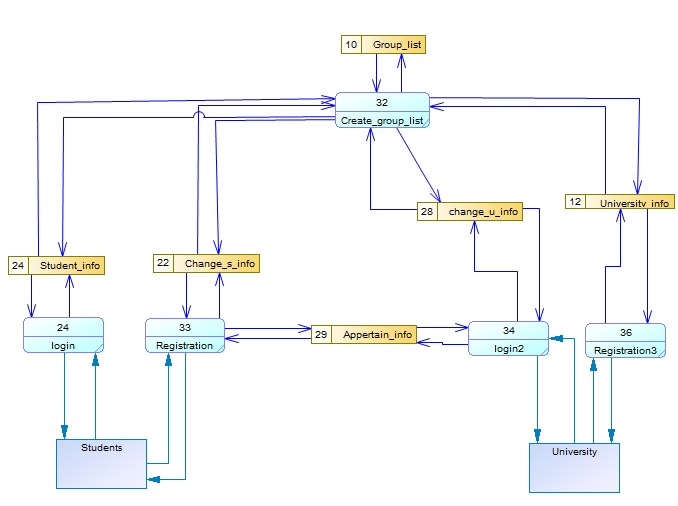 10 Group_list
32
Create_group_list
12 University_info
28 change_u_info
24 Student_info
22 Change_s_info
24
login
33
Registration
29 Appertain_info
34
login2
36
Registration3
Students
University